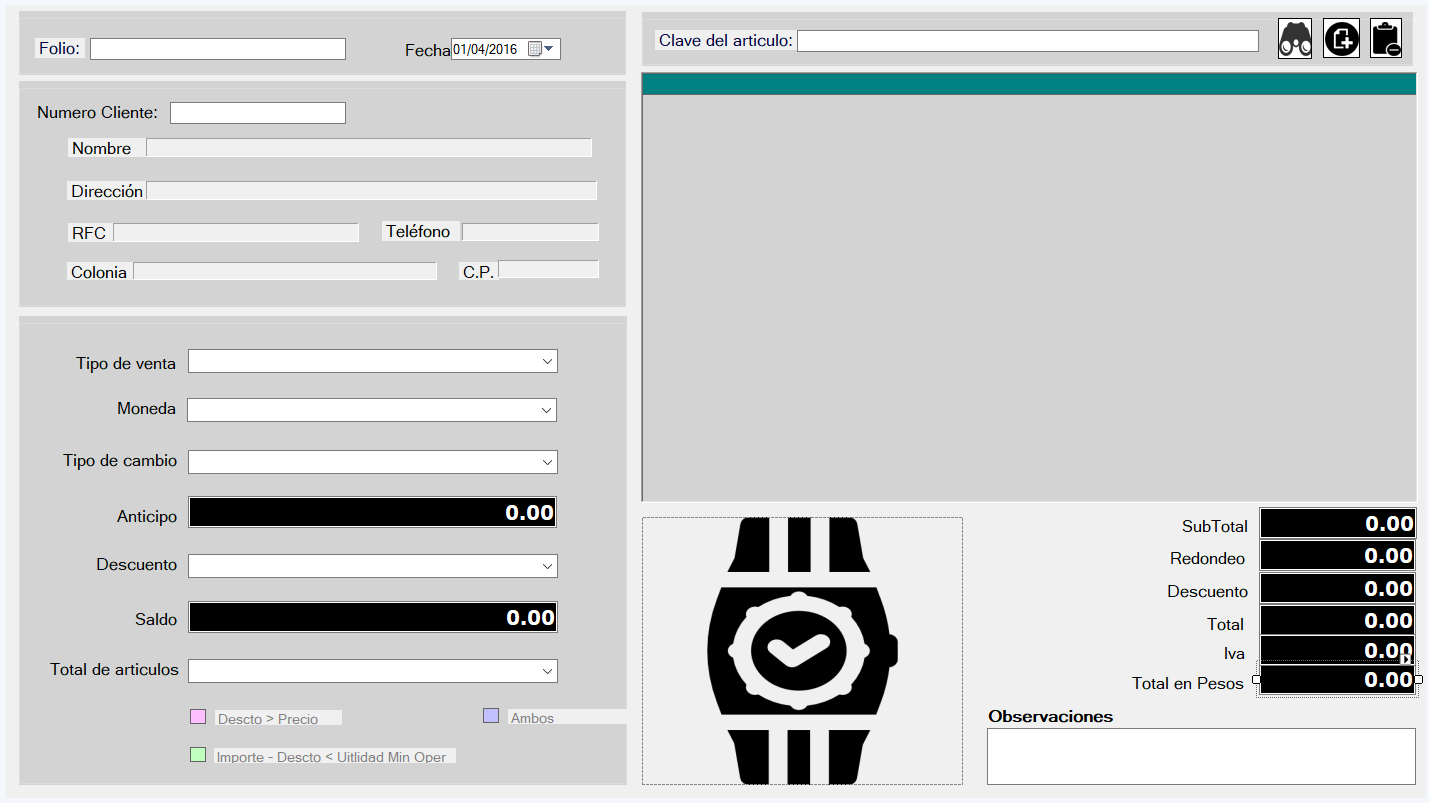 Folio:
Fecha 01/04/2016
Numero Cliente:
Nombre
Dirección
RFC
Teléfono
Colonia
C.P.
Tipo de venta
Moneda
Tipo de cambio
Anticipo 0.00
Descuento
Saldo 0.00
Total de articulos
Descto > Precio
Ambos
Importe - Descto < Uitlidad Min Oper
Clave del articulo:
SubTotal 0.00
Redondeo 0.00
Descuento 0.00
Total 0.00
Iva 0.00
Total en Pesos 0.00
Observaciones